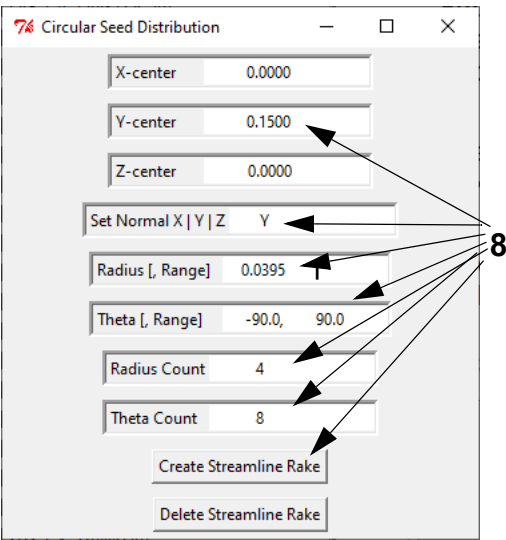 Circular Seed Distribution
X-center 0.0000
Y-center 0.1500
Z-center 0.0000
Set Normal X | Y | Z Y
8
Radius [, Range] 0.0395
Theta [, Range] -90.0, 90.0
Radius Count 4
Theta Count 8
Create Streamline Rake
Delete Streamline Rake